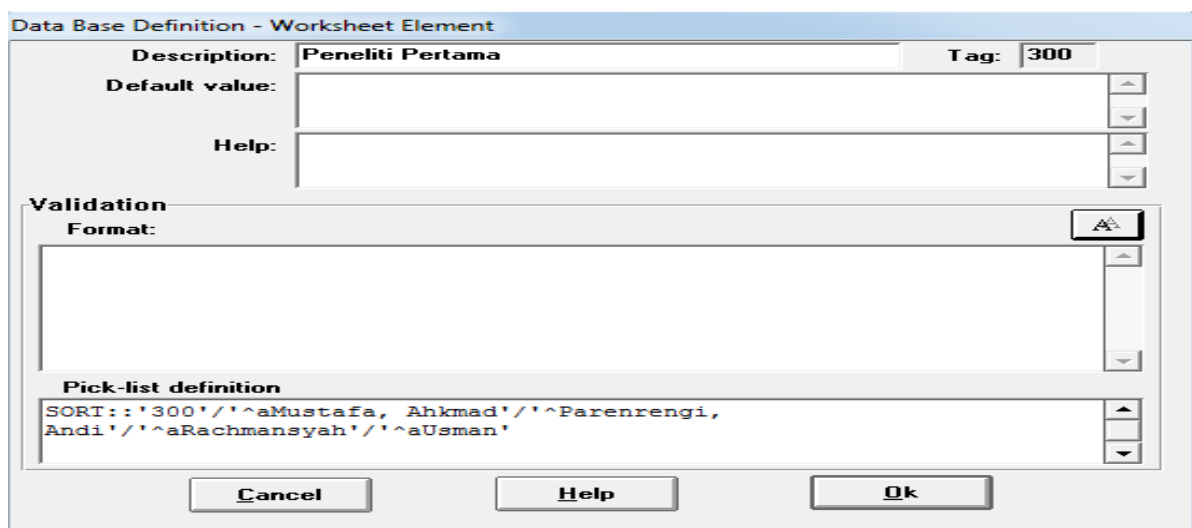 Data Base Definition - Worksheet Element
Description: Peneliti Pertama Tag: 300
Default value:
Help:
Validation
Format:
Pick-list definition
SORT::'300'/'^aMustafa, Ahkmad'/'^Parenrengi,
Andi'/'^aRachmansyah'/'^aUsman'
Cancel Help Ok